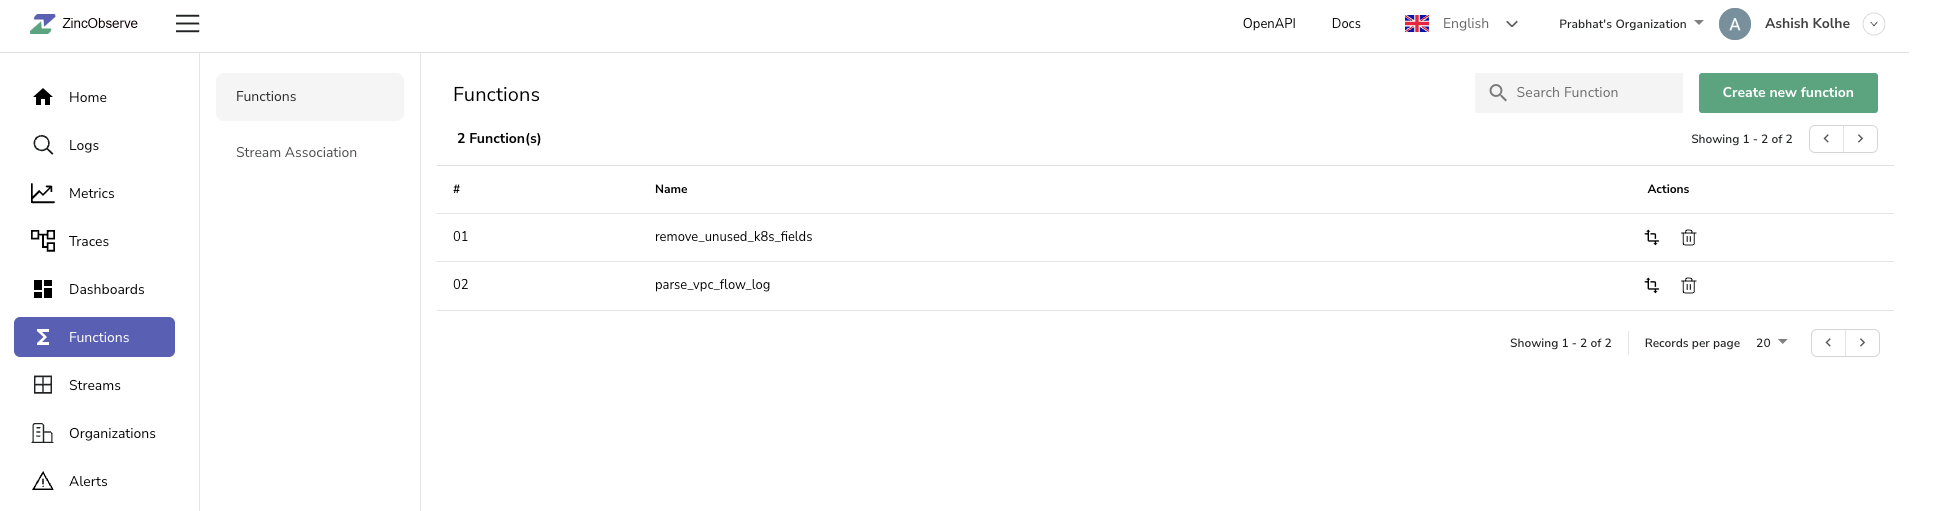 ZincObserve
OpenAPI
Docs
English
Prabhat's Organization
A
Ashish Kolhe
Home
Logs
Metrics
Traces
Dashboards
Functions
Streams
Organizations
Alerts
Functions
Stream Association
Functions
Search Function
Create new function
2 Function(s)
Showing 1 - 2 of 2
# Name Actions
01 remove_unused_k8s_fields
02 parse_vpc_flow_log
Showing 1 - 2 of 2
Records per page 20